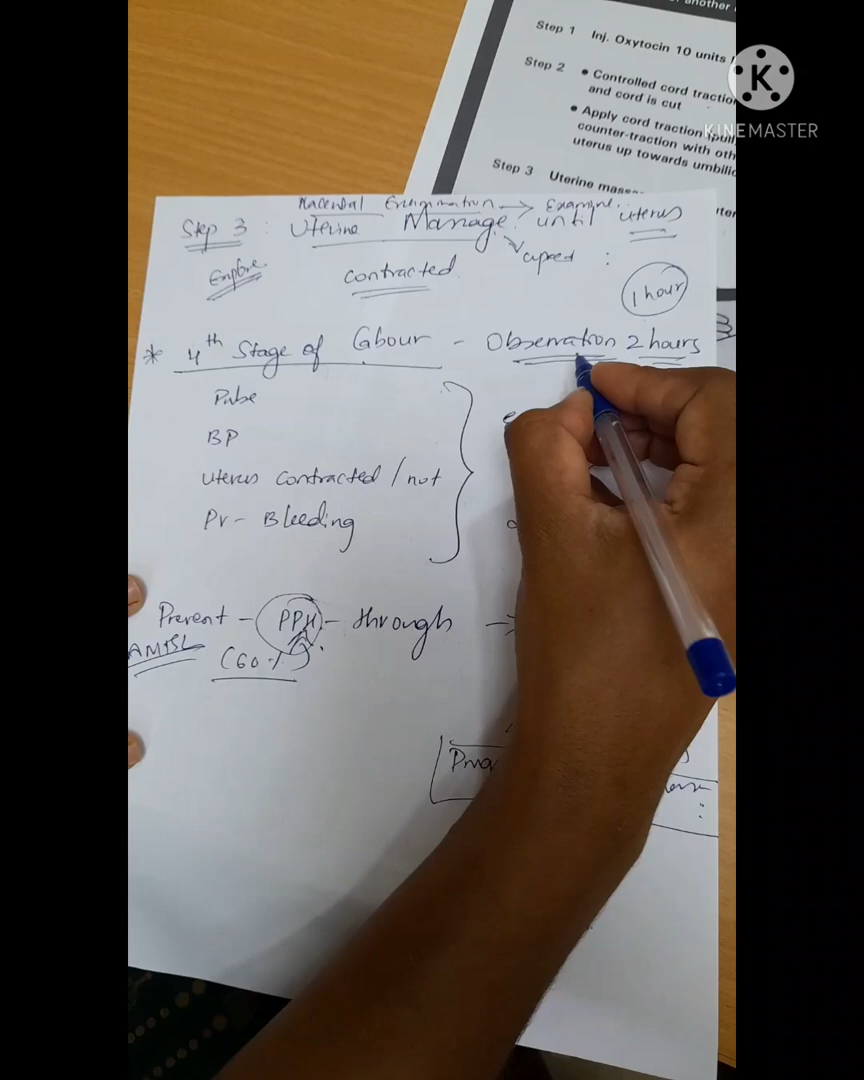 another
Step 1 Inj. Oxytocin 10 units
Step 2 • Controlled cord traction
and cord is cut
• Apply cord traction (pull
counter-traction with oth
uterus up towards umbilic
Step 3 Uterine massa
K
KINEMASTER
Placental Examination → Examine
Step 3 : Uterine Massage until uterus
Explore contracted
1 hour
* 4th Stage of Labour - Observation 2 hours
Pulse
BP
Uterus contracted / not
PV - Bleeding
Prevent - PPH - through →
AMTSL (60%)